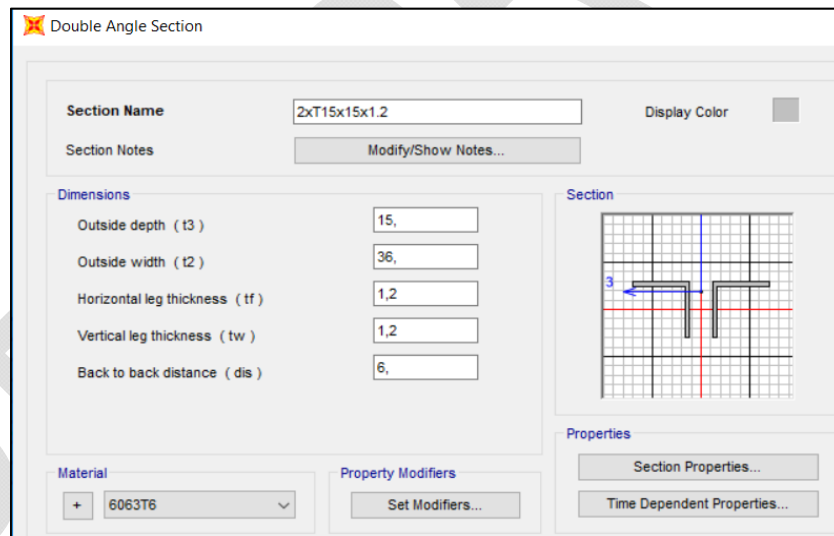 Double Angle Section
Section Name 2xT15x15x1.2 Display Color
Section Notes Modify/Show Notes...
Dimensions
Outside depth ( t3 ) 15,
Outside width ( t2 ) 36,
Horizontal leg thickness ( tf ) 1,2
Vertical leg thickness ( tw ) 1,2
Back to back distance ( dis ) 6,
Section
3
Properties
Section Properties...
Time Dependent Properties...
Material
+ 6063T6
Property Modifiers
Set Modifiers...